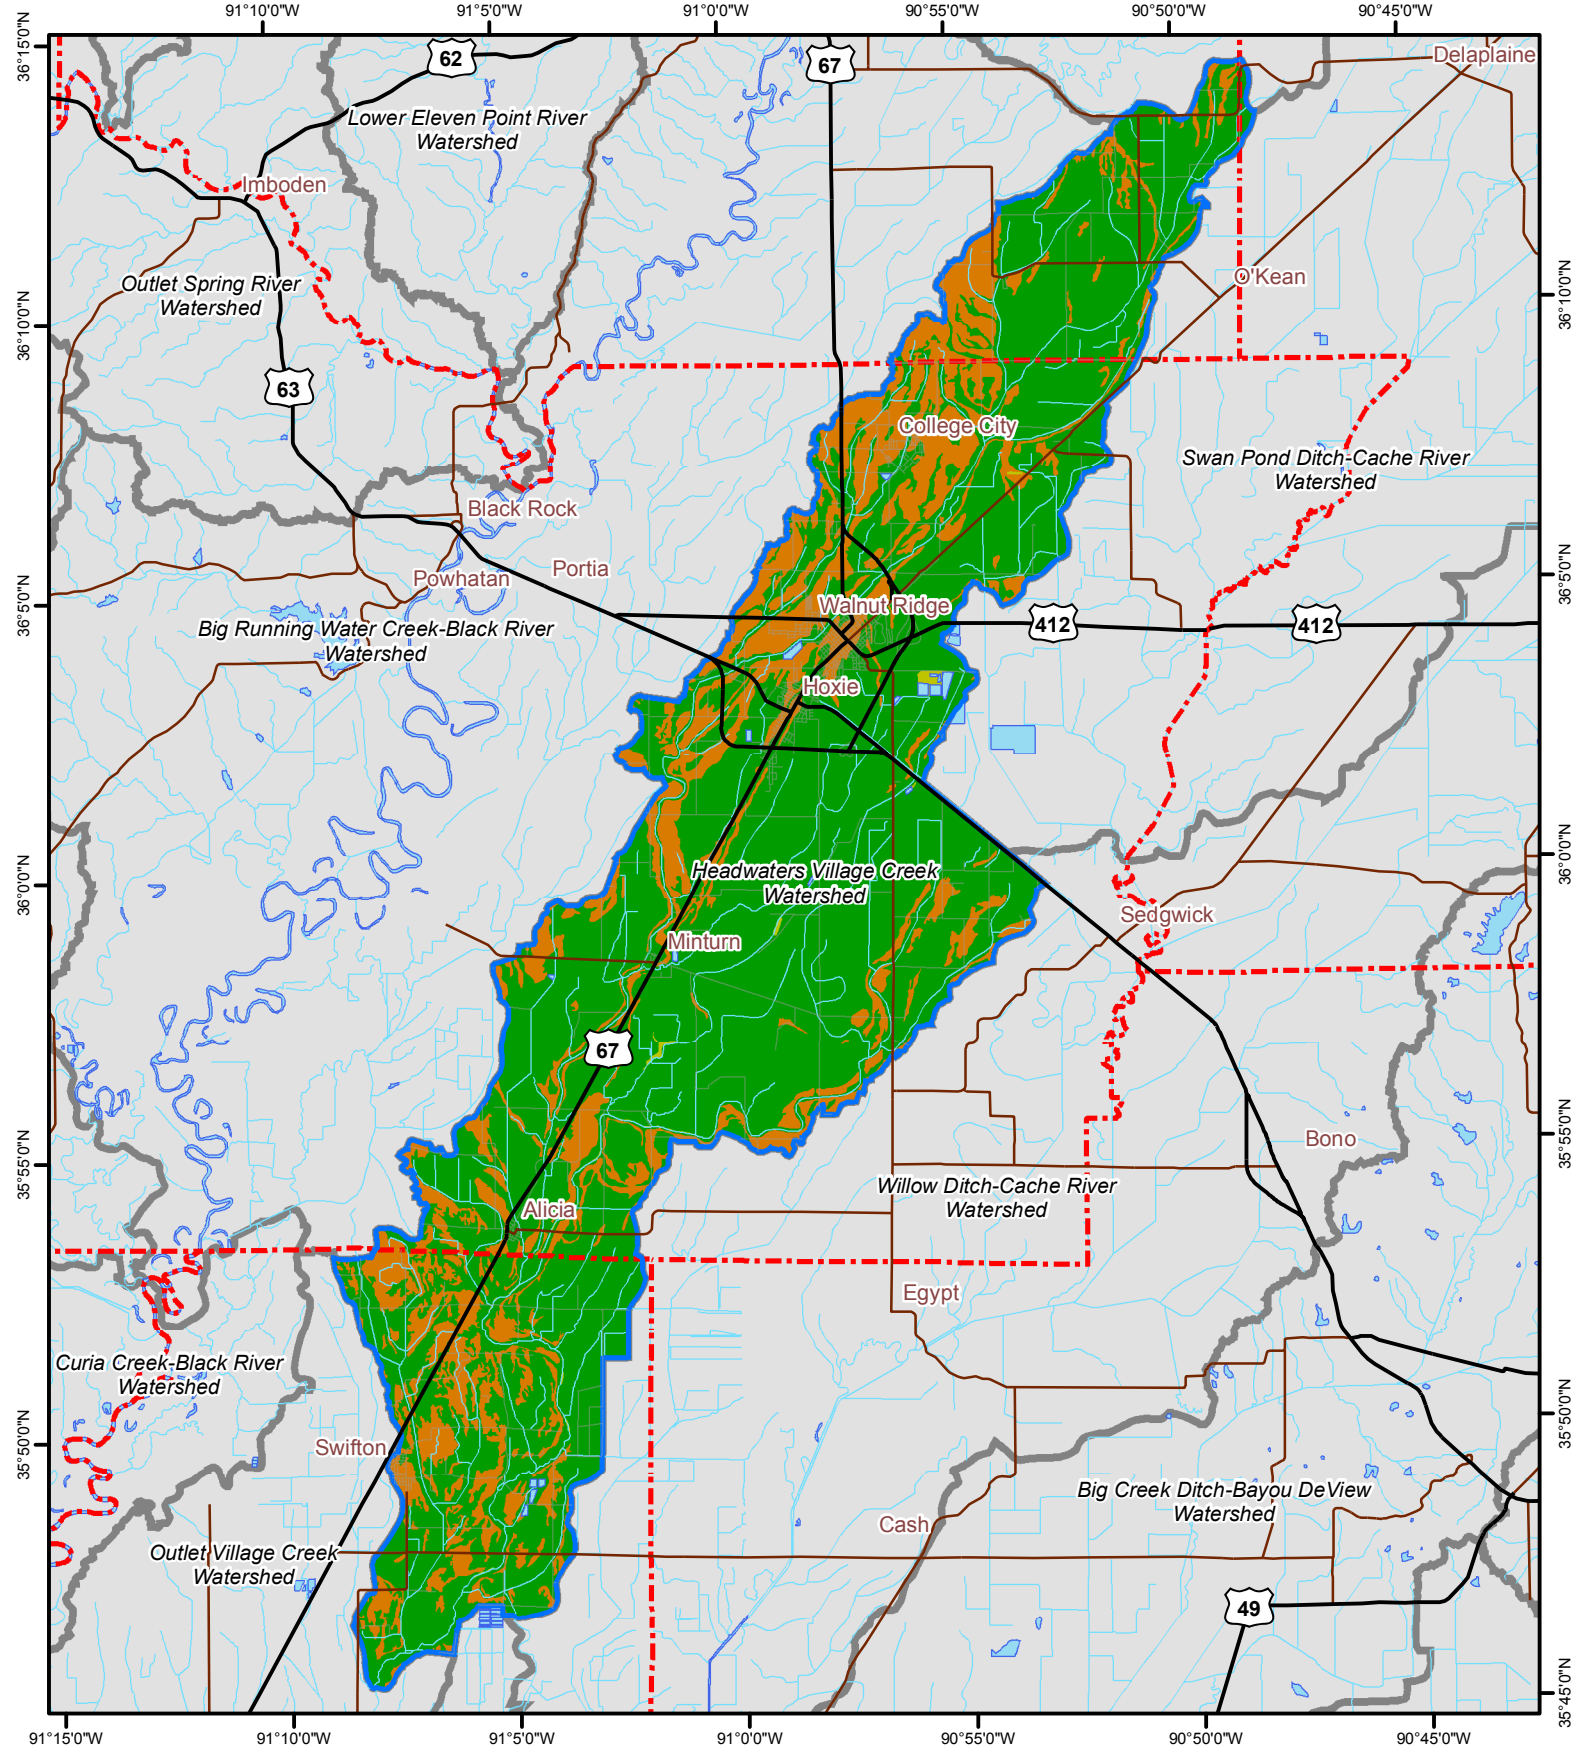 91°10'0"W
91°5'0"W
91°0'0"W
90°55'0"W
90°50'0"W
90°45'0"W
36°15'0"N
62
67
Delaplaine
Lower Eleven Point River
Watershed
Imboden
Outlet Spring River
Watershed
O'Kean
36°10'0"N
36°10'0"N
63
College City
Swan Pond Ditch-Cache River
Watershed
Black Rock
Portia
Powhatan
36°5'0"N
36°5'0"N
Walnut Ridge
412
412
Big Running Water Creek-Black River
Watershed
Hoxie
36°0'0"N
36°0'0"N
Headwaters Village Creek
Watershed
Sedgwick
Minturn
67
35°55'0"N
35°55'0"N
Bono
Willow Ditch-Cache River
Watershed
Alicia
Egypt
Curia Creek-Black River
Watershed
35°50'0"N
35°50'0"N
Swifton
Big Creek Ditch-Bayou DeView
Watershed
Cash
Outlet Village Creek
Watershed
49
35°45'0"N
91°15'0"W
91°10'0"W
91°5'0"W
91°0'0"W
90°55'0"W
90°50'0"W
90°45'0"W